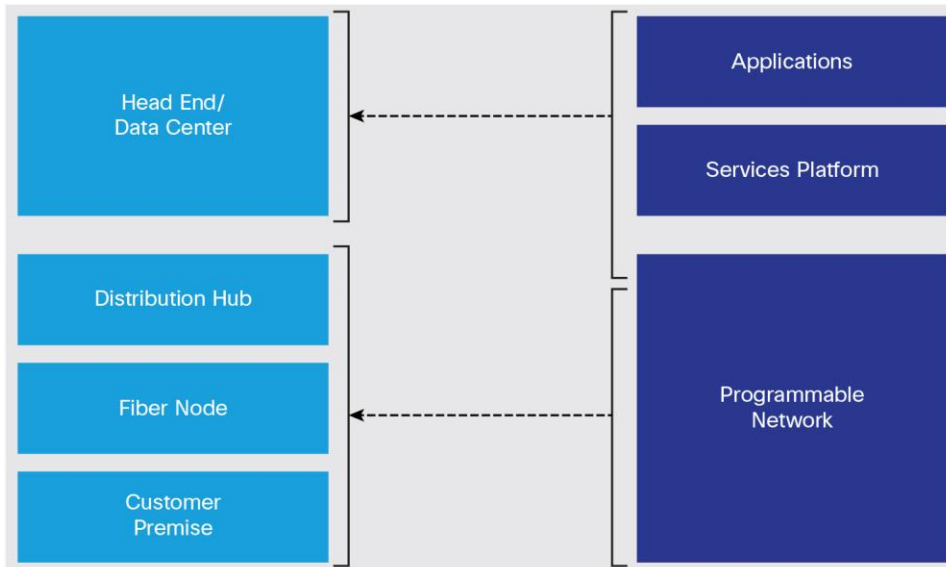 Head End/
Data Center
Distribution Hub
Fiber Node
Customer
Premise
Applications
Services Platform
Programmable
Network